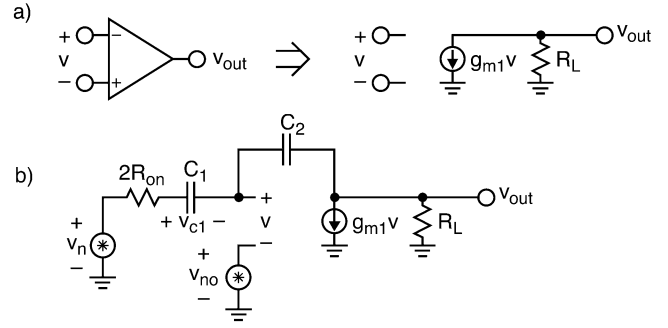 a)
+ − v_out + g_m1v R_L v_out
v − v
− + −
b)
C_2
2R_on C_1
+ v_c1 − + v_out
+ v g_m1v R_L
v_n −
− +
v_no
−